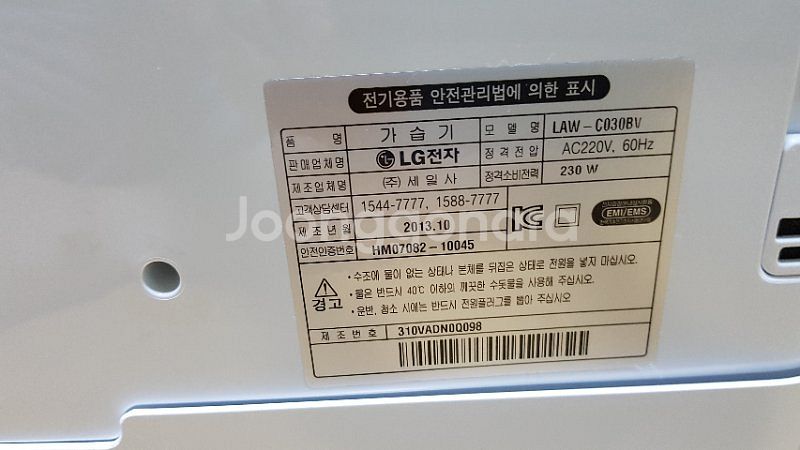 전기용품 안전관리법에 의한 표시
품 명 가 습 기 모 델 명 LAW-C030BV
판매업체명 LG전자 정 격 전 압 AC220V, 60Hz
제조업체명 (주) 세일사 정격소비전력 230 W
고객상담센터 1544-7777, 1588-7777
제 조 년 월 2013.10
안전인증번호 HM07082-10045
EMI/EMS
Joonggonara
경고
• 수조에 물이 없는 상태나 본체를 뒤집은 상태로 전원을 넣지 마십시오.
• 물은 반드시 40℃ 이하의 깨끗한 수돗물을 사용해 주십시오.
• 운반, 청소 시에는 반드시 전원플러그를 뽑아 주십시오.
제 조 번 호 310VADN0Q098